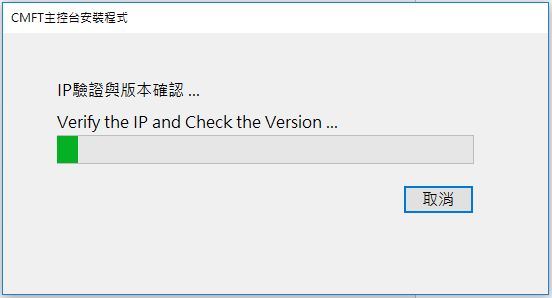 CMFT主控台安裝程式
IP驗證與版本確認 ...
Verify the IP and Check the Version ...
取消